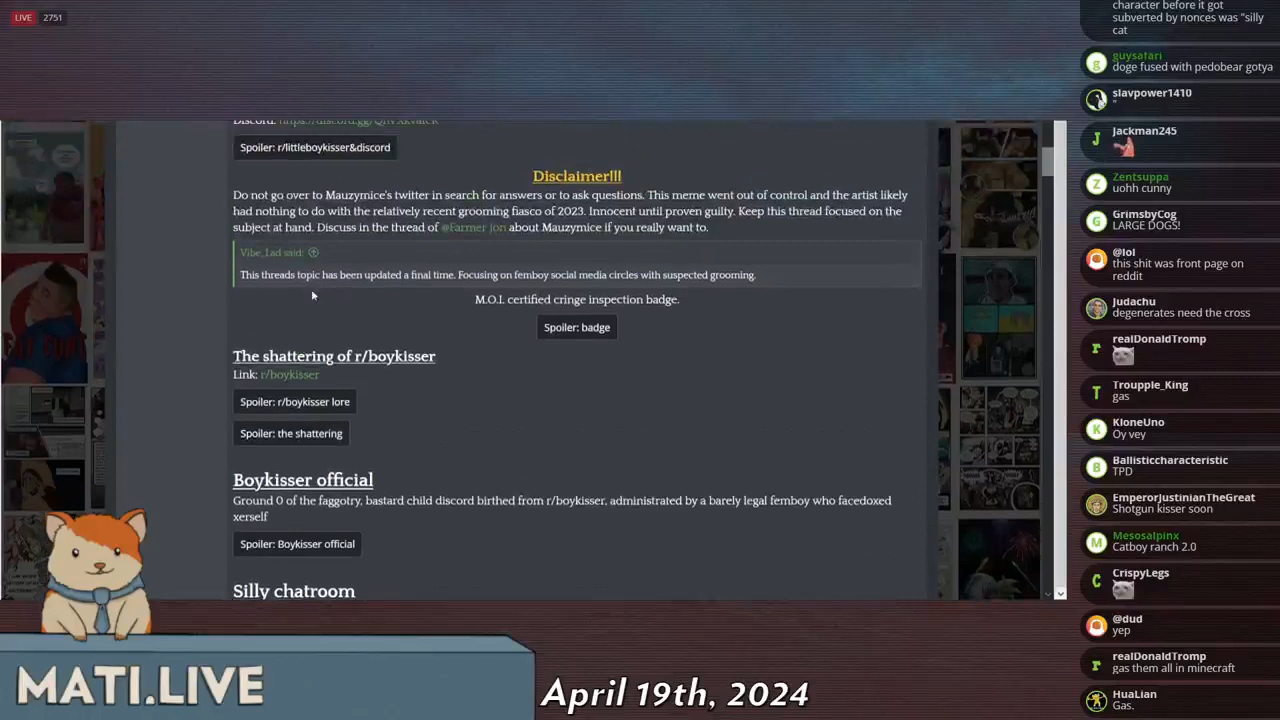 LIVE 2751
Spoiler: r/littleboykisser&discord
Disclaimer!!!
Do not go over to Mauzymice's twitter in search for answers or to ask questions. This meme went out of control and the artist likely
had nothing to do with the relatively recent grooming fiasco of 2023. Innocent until proven guilty. Keep this thread focused on the
subject at hand. Discuss in the thread of @Farmer Jon about Mauzymice if you really want to.
Vibe_Lad said:
This threads topic has been updated a final time. Focusing on femboy social media circles with suspected grooming.
M.O.I. certified cringe inspection badge.
Spoiler: badge
The shattering of r/boykisser
Link: r/boykisser
Spoiler: r/boykisser lore
Spoiler: the shattering
Boykisser official
Ground 0 of the faggotry, bastard child discord birthed from r/boykisser, administrated by a barely legal femboy who facedoxed
xerself
Spoiler: Boykisser official
Silly chatroom
MATI.LIVE
April 19th, 2024
character before it got
subverted by nonces was "silly
cat
guysafari
doge fused with pedobear gotya
slavpower1410
"
Jackman245
Zentsuppa
uohh cunny
GrimsbyCog
LARGE DOGS!
@lol
this shit was front page on
reddit
Judachu
degenerates need the cross
realDonaldTromp
Troupple_King
gas
KloneUno
Oy vey
Ballisticcharacteristic
TPD
EmperorJustinianTheGreat
Shotgun kisser soon
Mesosalpinx
Catboy ranch 2.0
CrispyLegs
@dud
yep
realDonaldTromp
gas them all in minecraft
HuaLian
Gas.